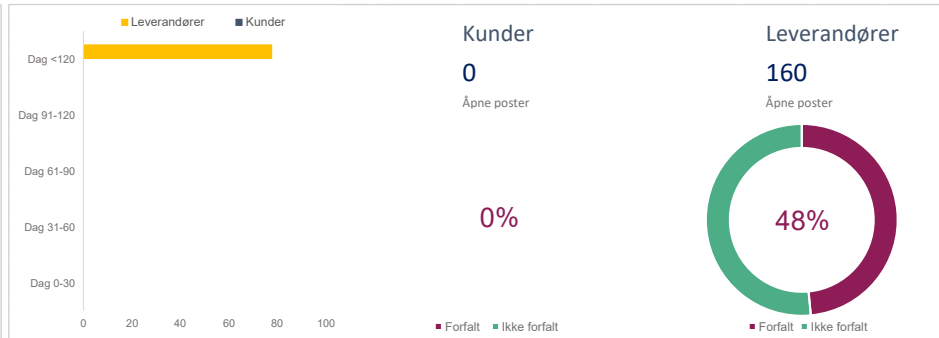 Leverandører Kunder
Dag <120
Dag 91-120
Dag 61-90
Dag 31-60
Dag 0-30
0 20 40 60 80 100
Kunder
0
Åpne poster
0%
Forfalt Ikke forfalt
Leverandører
160
Åpne poster
48%
Forfalt Ikke forfalt